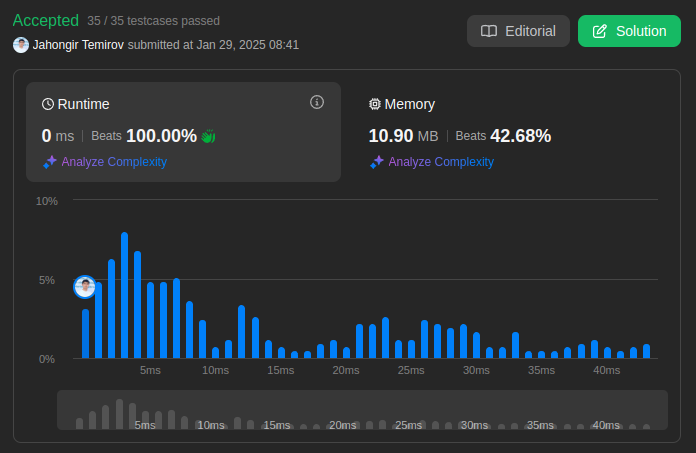 Accepted 35 / 35 testcases passed
Jahongir Temirov submitted at Jan 29, 2025 08:41
Editorial
Solution
Runtime
0 ms | Beats 100.00%
Analyze Complexity
Memory
10.90 MB | Beats 42.68%
Analyze Complexity
10%
5%
0%
5ms 10ms 15ms 20ms 25ms 30ms 35ms 40ms
5ms 10ms 15ms 20ms 25ms 30ms 35ms 40ms